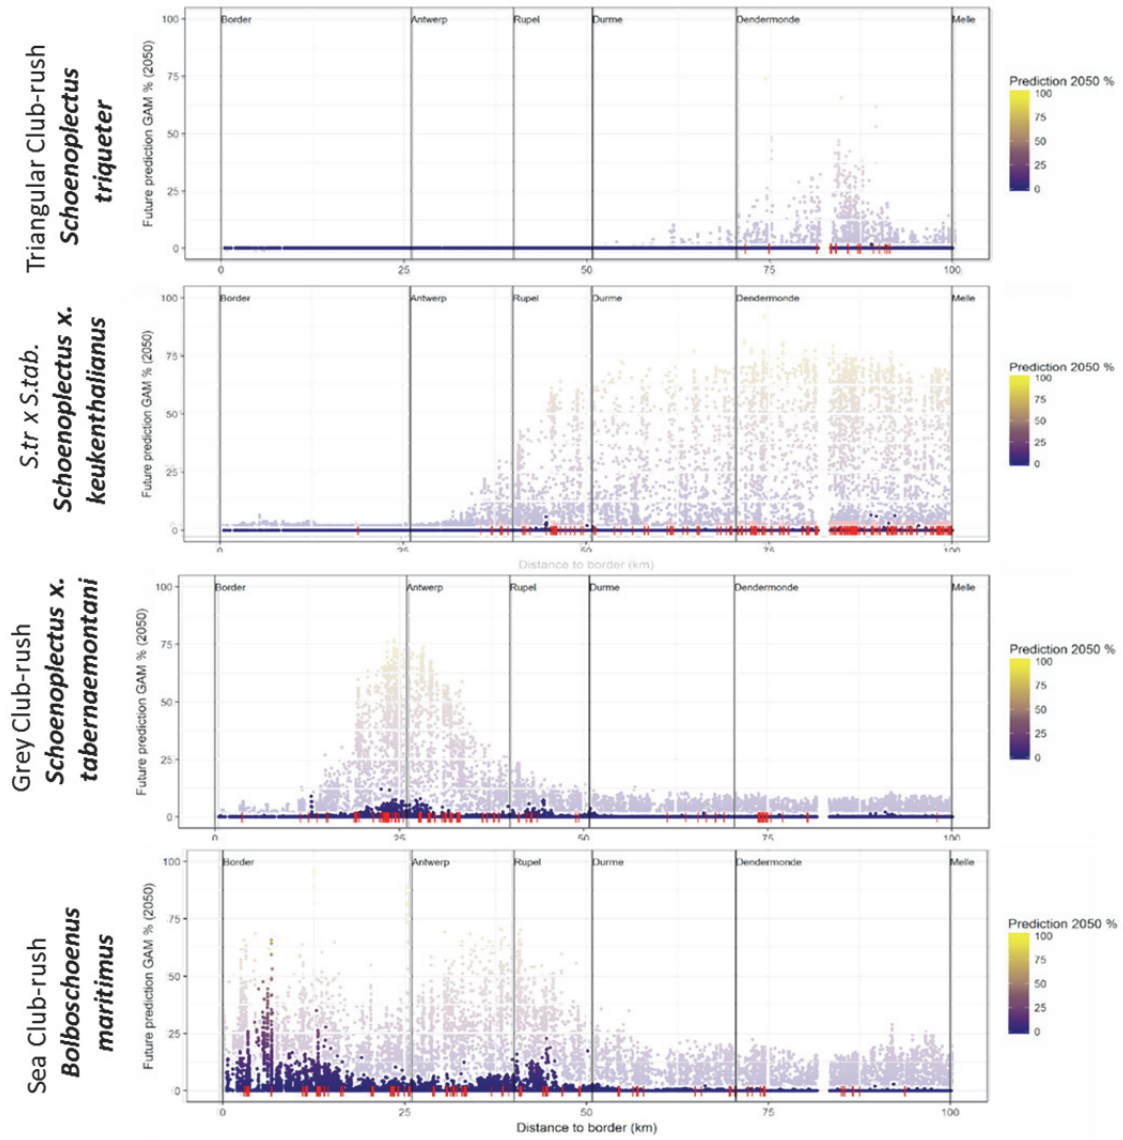 Triangular Club-rush
Schoenoplectus
triqueter
Future prediction GAM % (2050)
100
75
50
25
0
Border
Antwerp
Rupel
Durme
Dendermonde
Melle
0
25
50
75
100
Prediction 2050 %
100
75
50
25
0
S.tr x S.tab.
Schoenoplectus x.
keukenthalianus
Future prediction GAM % (2050)
100
75
50
25
0
Border
Antwerp
Rupel
Durme
Dendermonde
Melle
0
25
50
75
100
Distance to border (km)
Prediction 2050 %
100
75
50
25
0
Grey Club-rush
Schoenoplectus x.
tabernaemontani
Future prediction GAM % (2050)
100
75
50
25
0
Border
Antwerp
Rupel
Durme
Dendermonde
Melle
0
25
50
75
100
Prediction 2050 %
100
75
50
25
0
Sea Club-rush
Bolboschoenus
maritimus
Future prediction GAM % (2050)
100
75
50
25
0
Border
Antwerp
Rupel
Durme
Dendermonde
Melle
0
25
50
75
100
Distance to border (km)
Prediction 2050 %
100
75
50
25
0